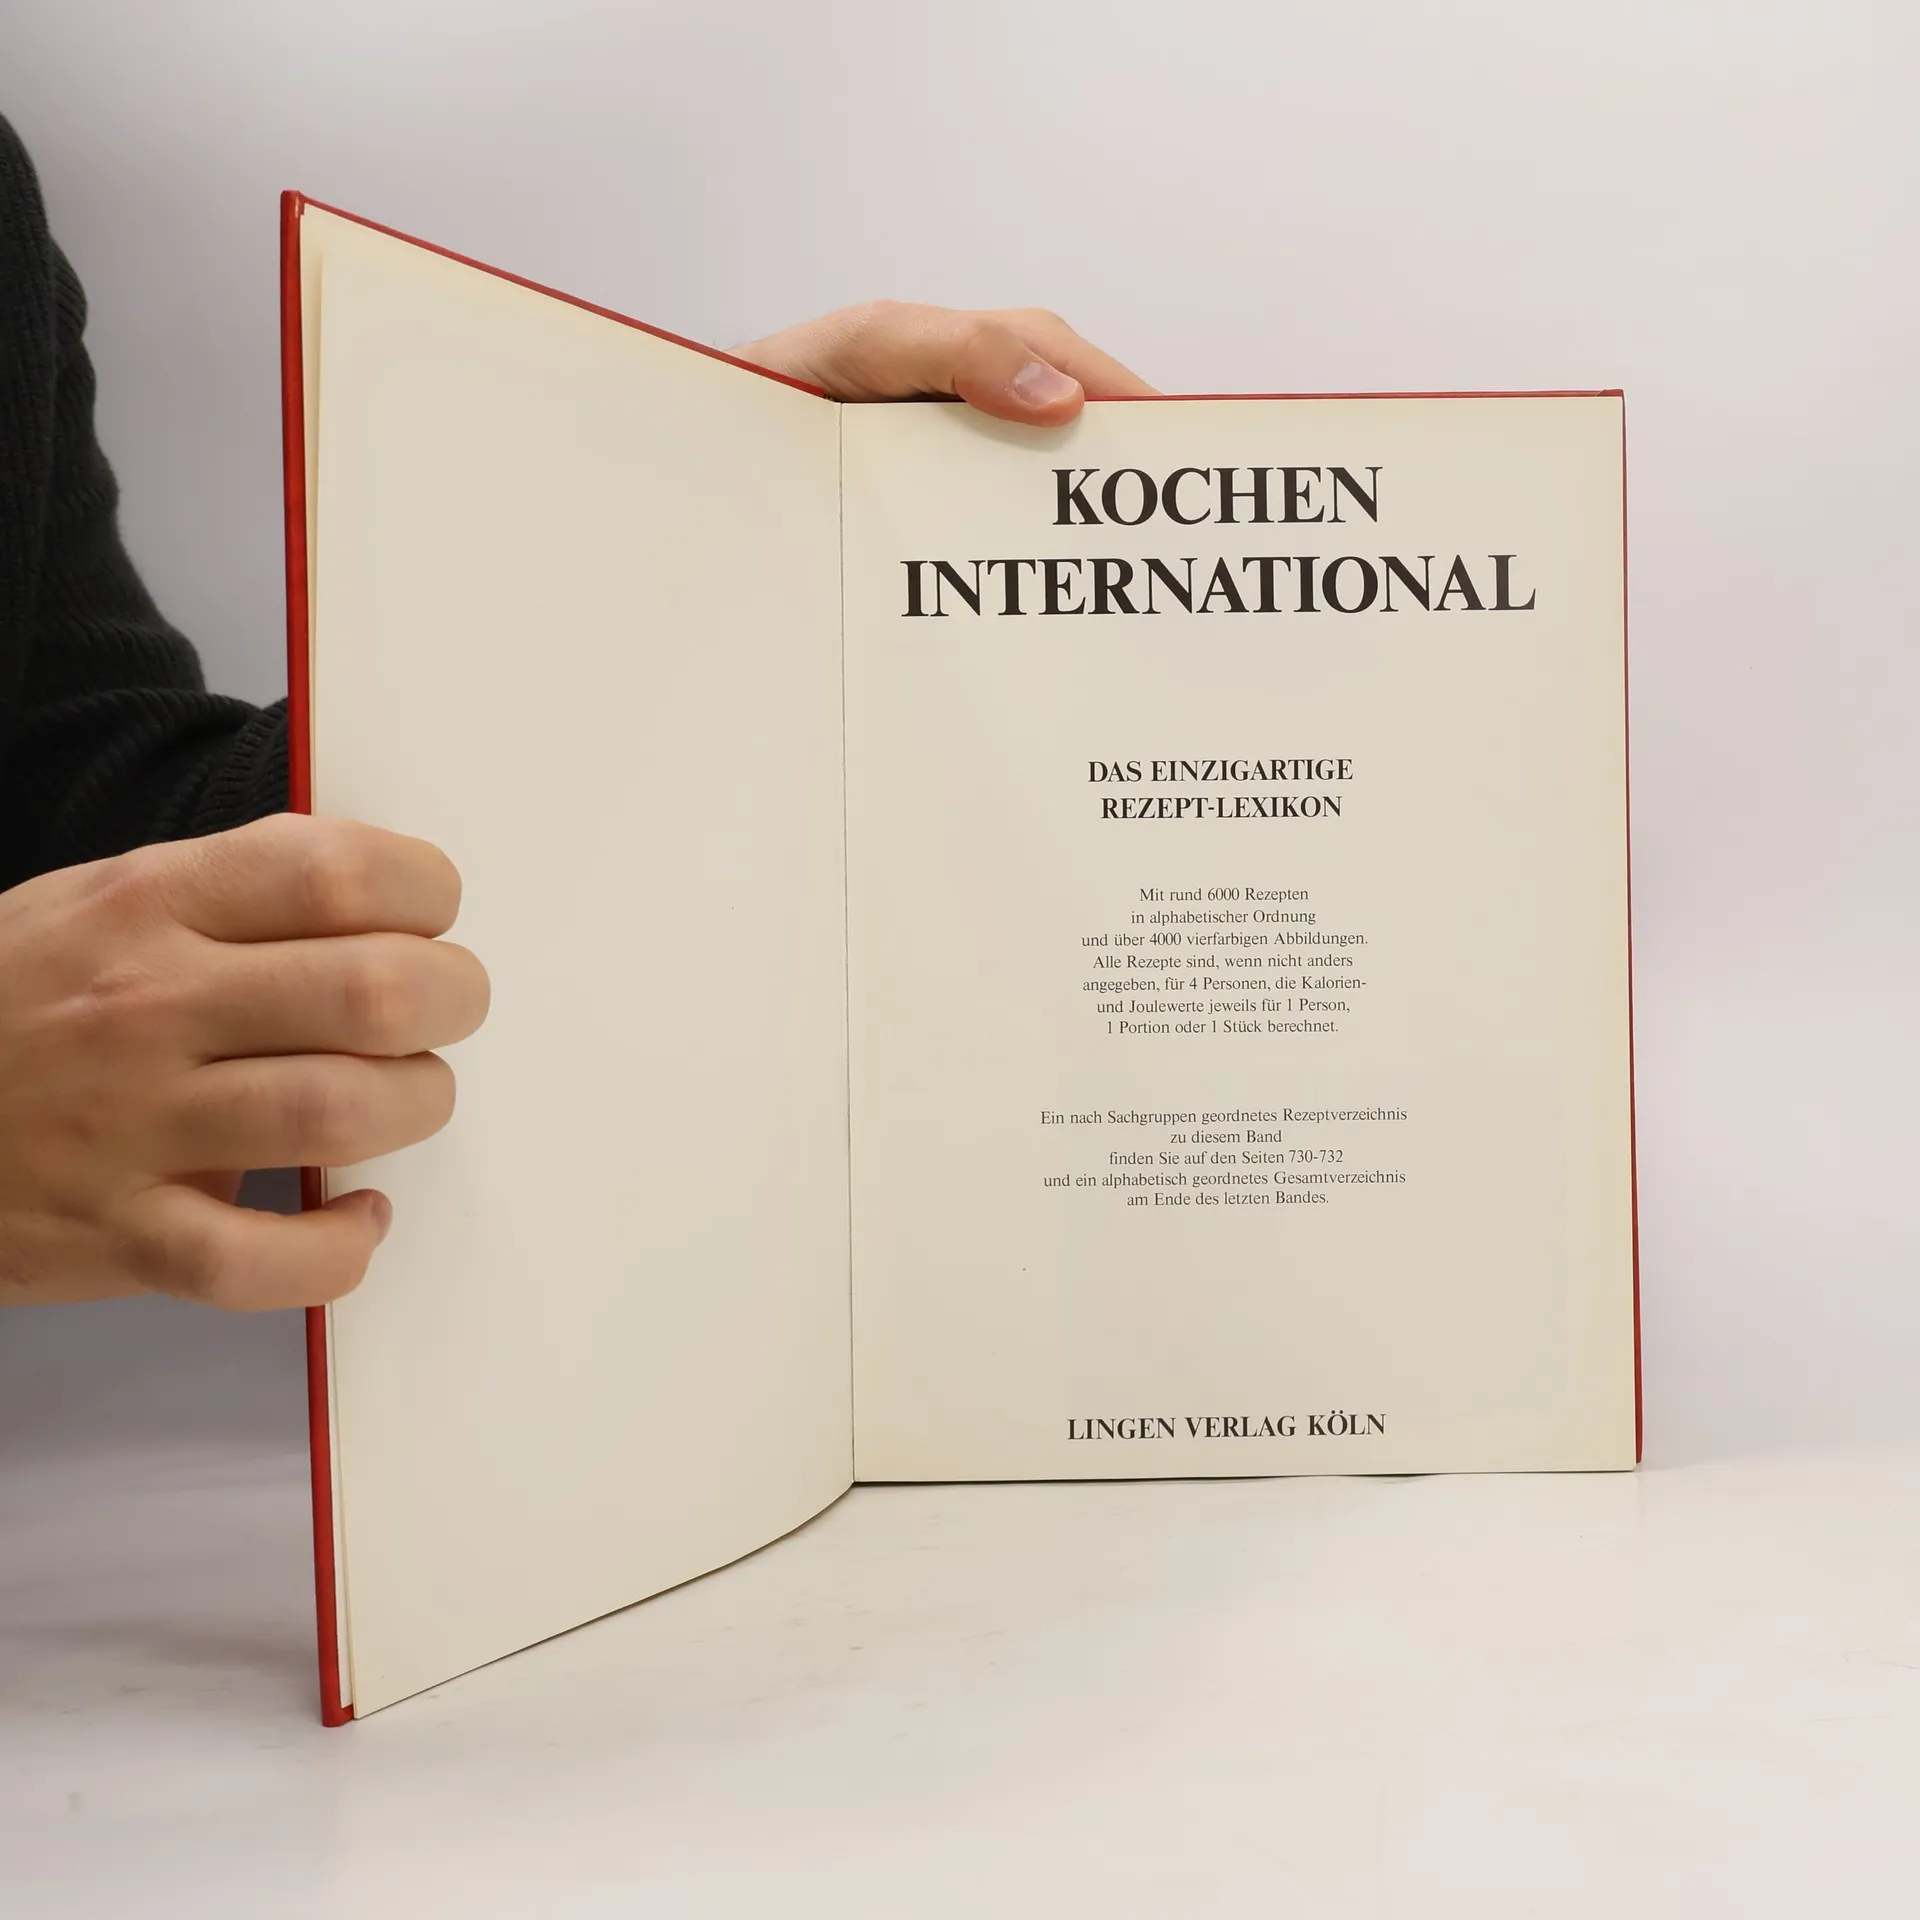 KOCHEN
INTERNATIONAL
DAS EINZIGARTIGE
REZEPT-LEXIKON
Mit rund 6000 Rezepten
in alphabetischer Ordnung
und über 4000 vierfarbigen Abbildungen.
Alle Rezepte sind, wenn nicht anders
angegeben, für 4 Personen, die Kalorien-
und Joulewerte jeweils für 1 Person,
1 Portion oder 1 Stück berechnet.
Ein nach Sachgruppen geordnetes Rezeptverzeichnis
zu diesem Band
finden Sie auf den Seiten 730-732
und ein alphabetisch geordnetes Gesamtverzeichnis
am Ende des letzten Bandes.
LINGEN VERLAG KÖLN